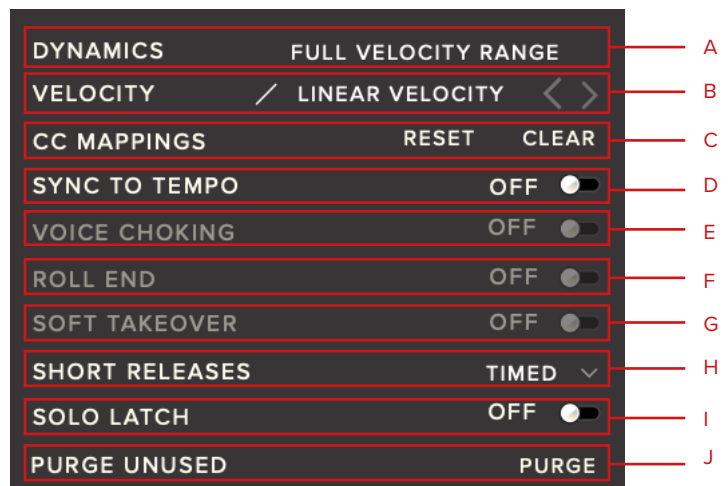 DYNAMICS FULL VELOCITY RANGE A
VELOCITY LINEAR VELOCITY B
CC MAPPINGS RESET CLEAR C
SYNC TO TEMPO OFF D
VOICE CHOKING OFF E
ROLL END OFF F
SOFT TAKEOVER OFF G
SHORT RELEASES TIMED H
SOLO LATCH OFF I
PURGE UNUSED PURGE J